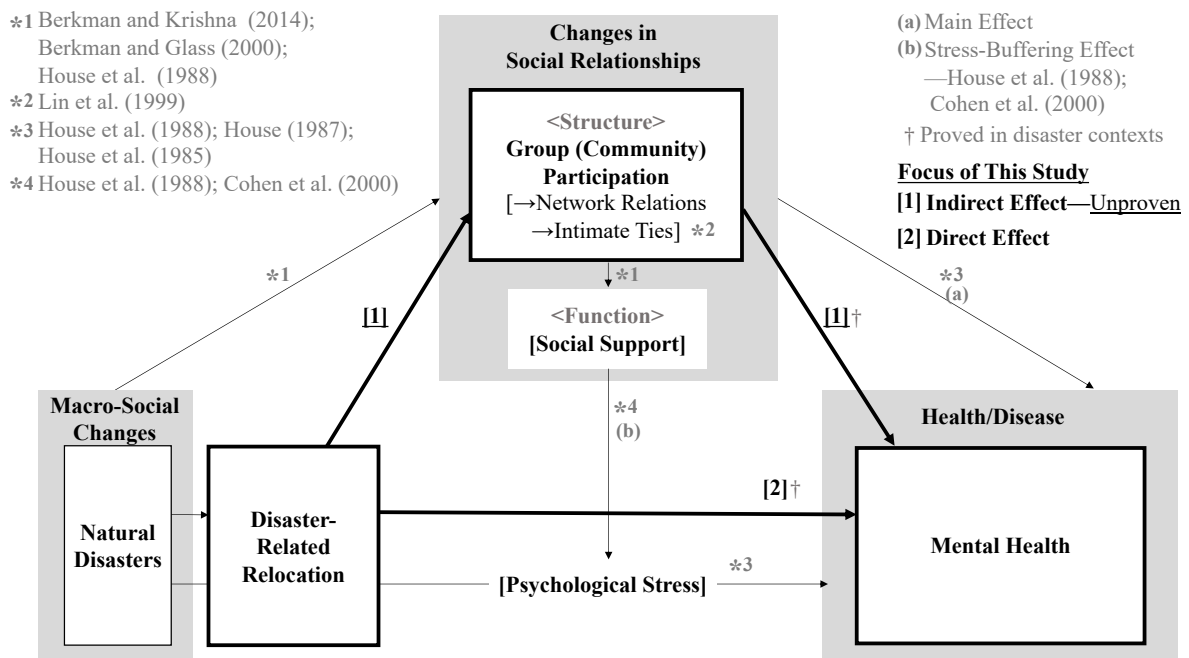 *1 Berkman and Krishna (2014);
Berkman and Glass (2000);
House et al. (1988)
*2 Lin et al. (1999)
*3 House et al. (1988); House (1987);
House et al. (1985)
*4 House et al. (1988); Cohen et al. (2000)
Changes in
Social Relationships
<Structure>
Group (Community)
Participation
[→Network Relations
→Intimate Ties] *2
*1
<Function>
[Social Support]
(a) Main Effect
(b) Stress-Buffering Effect
—House et al. (1988);
Cohen et al. (2000)
† Proved in disaster contexts
Focus of This Study
[1] Indirect Effect—Unproven
[2] Direct Effect
*1
[1]
[1]†
*3
(a)
*4
(b)
Macro-Social
Changes
Natural
Disasters
Disaster-
Related
Relocation
[2]†
[Psychological Stress]
*3
Health/Disease
Mental Health